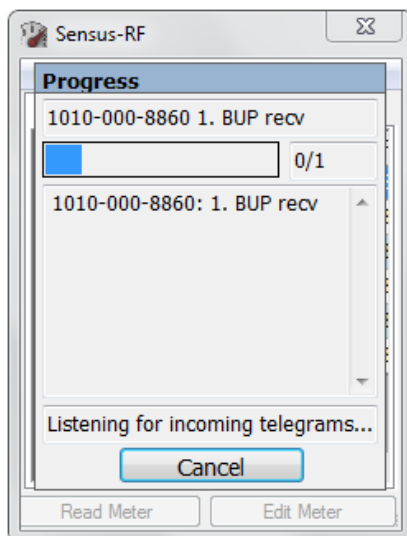 Sensus-RF
Progress
1010-000-8860 1. BUP recv
0/1
1010-000-8860: 1. BUP recv
Listening for incoming telegrams...
Cancel
Read Meter
Edit Meter